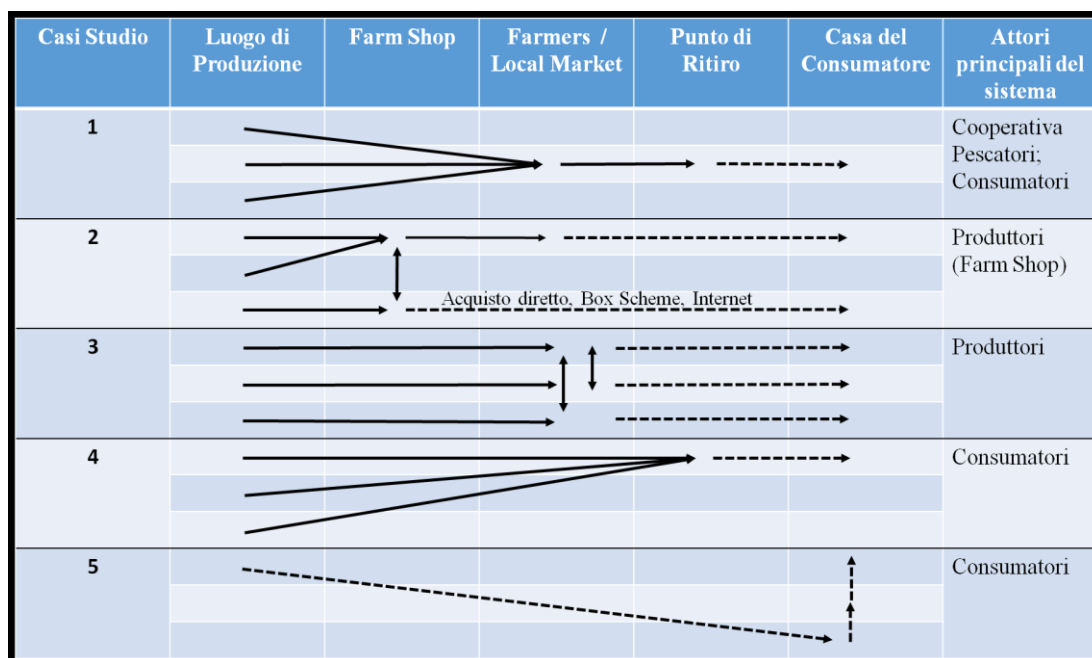 Casi Studio
Luogo di
Produzione
Farm Shop
Farmers /
Local Market
Punto di
Ritiro
Casa del
Consumatore
Attori
principali del
sistema
1
Cooperativa
Pescatori;
Consumatori
2
Produttori
(Farm Shop)
Acquisto diretto, Box Scheme, Internet
3
Produttori
4
Consumatori
5
Consumatori